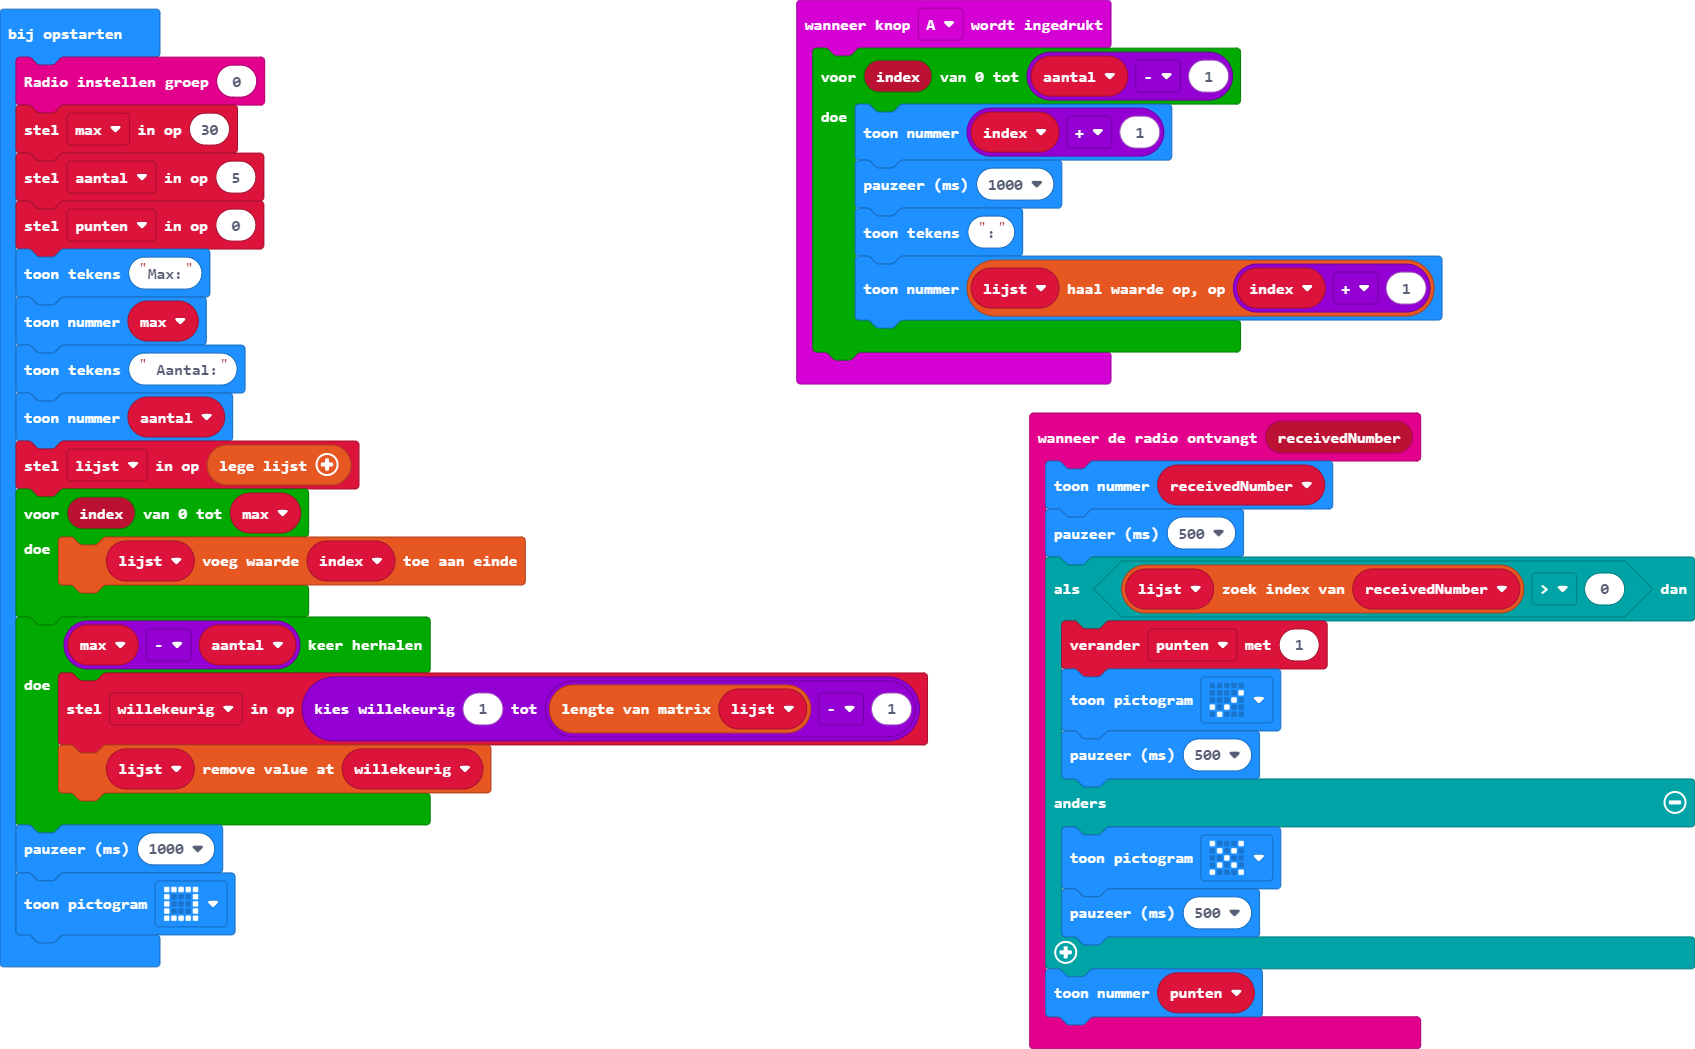 bij opstarten
Radio instellen groep 0
stel max in op 30
stel aantal in op 5
stel punten in op 0
toon tekens "Max:"
toon nummer max
toon tekens " Aantal:"
toon nummer aantal
stel lijst in op lege lijst
voor index van 0 tot max
doe lijst voeg waarde index toe aan einde
max - aantal keer herhalen
doe
stel willekeurig in op kies willekeurig 1 tot lengte van matrix lijst - 1
lijst remove value at willekeurig
pauzeer (ms) 1000
toon pictogram
wanneer knop A wordt ingedrukt
voor index van 0 tot aantal - 1
doe
toon nummer index + 1
pauzeer (ms) 1000
toon tekens ":"
toon nummer lijst haal waarde op, op index + 1
wanneer de radio ontvangt receivedNumber
toon nummer receivedNumber
pauzeer (ms) 500
als lijst zoek index van receivedNumber > 0 dan
verander punten met 1
toon pictogram
pauzeer (ms) 500
anders
toon pictogram
pauzeer (ms) 500
toon nummer punten